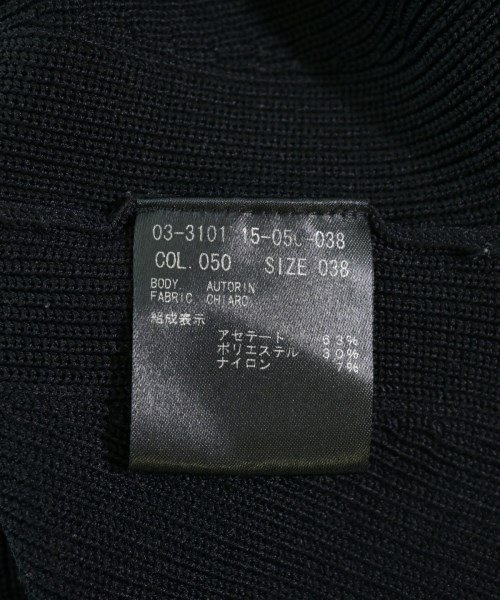 03-3101 15-050-038
COL. 050 SIZE 038
BODY. AUTORIN
FABRIC. CHIARO
組成表示
アセテート 63%
ポリエステル 30%
ナイロン 7%